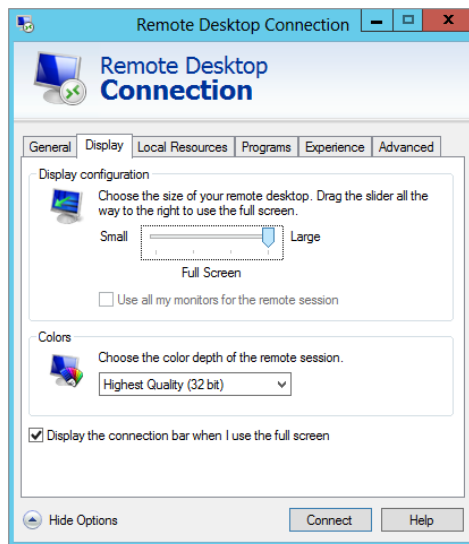 Remote Desktop Connection
Remote Desktop
Connection
General Display Local Resources Programs Experience Advanced
Display configuration
Choose the size of your remote desktop. Drag the slider all the
way to the right to use the full screen.
Small Large
Full Screen
Use all my monitors for the remote session
Colors
Choose the color depth of the remote session.
Highest Quality (32 bit)
Display the connection bar when I use the full screen
Hide Options Connect Help